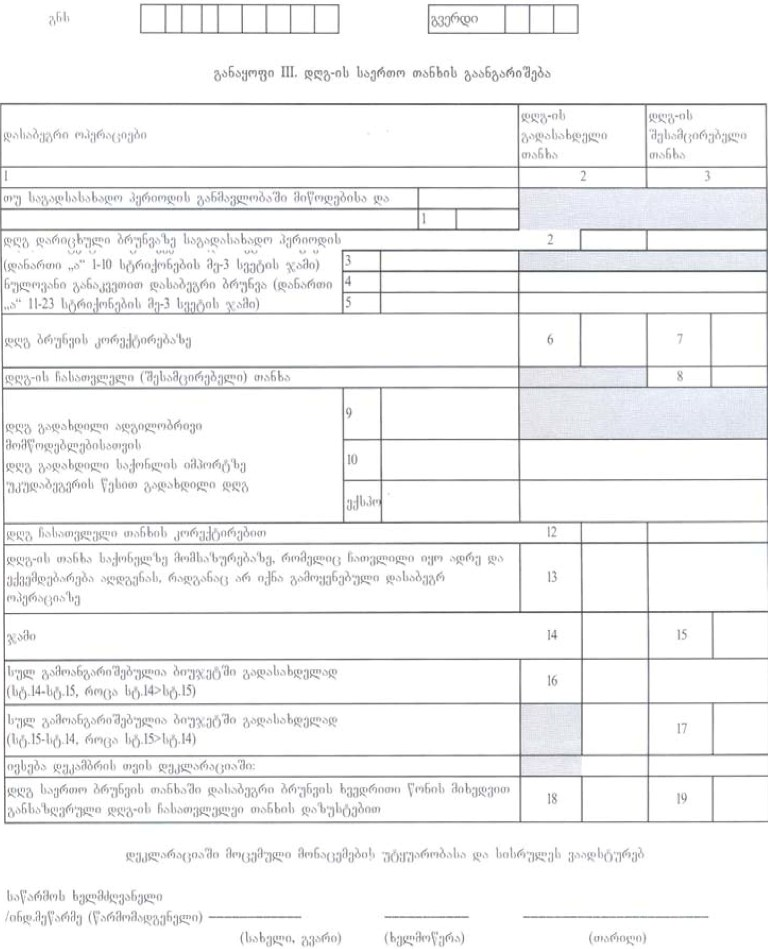 გნს
გვერდი
განაყოფი III. დღგ-ის საერთო თანხის გაანგარიშება
დასაბეგრი ოპერაციები
დღგ-ის გადასახდელი თანხა
დღგ-ის შესამცირებელი თანხა
1 2 3
თუ საგადასახადო პერიოდის განმავლობაში მიწოდებისა და
1
დღგ დარიცხული ბრუნვაზე საგადასახადო პერიოდის 2
(დანართი „ა“ 1-10 სტრიქონების მე-3 სვეტის ჯამი) 3
ნულოვანი განაკვეთით დასაბეგრი ბრუნვა (დანართი 4
„ა“ 11-23 სტრიქონების მე-3 სვეტის ჯამი) 5
დღგ ბრუნვის კორექტირებაზე 6 7
დღგ-ის ჩასათვლელი (შესამცირებელი) თანხა 8
9
დღგ გადახდილი ადგილობრივი
მომწოდებლებისათვის
დღგ გადახდილი საქონლის იმპორტზე 10
უკუდაბეგვრის წესით გადახდილი დღგ
ექსპო
დღგ ჩასათვლელი თანხის კორექტირებით 12
დღგ-ის თანხა საქონელზე მომსახურებაზე, რომელიც ჩათვლილი იყო ადრე და
ექვემდებარება აღდგენას, რადგანაც არ იქნა გამოყენებული დასაბეგრ 13
ოპერაციაზე
ჯამი 14 15
სულ გამოანგარიშებულია ბიუჯეტში გადასახდელად
(სტ.14-სტ.15, როცა სტ.14>სტ.15) 16
სულ გამოანგარიშებულია ბიუჯეტში გადასახდელად
(სტ.15-სტ.14, როცა სტ.15>სტ.14) 17
ივსება დეკამბრის თვის დეკლარაციაში:
დღგ საერთო ბრუნვის თანხაში დასაბეგრი ბრუნვის ხვედრითი წონის მიხედვით
განსაზღვრული დღგ-ის ჩასათვლელი თანხის დაზუსტებით 18 19
დეკლარაციაში მოცემული მონაცემების უტყუარობასა და სისრულეს ვადასტურებ
საწარმოს ხელმძღვანელი
/ინდ.მეწარმე (წარმომადგენელი)
(სახელი, გვარი) (ხელმოწერა) (თარიღი)